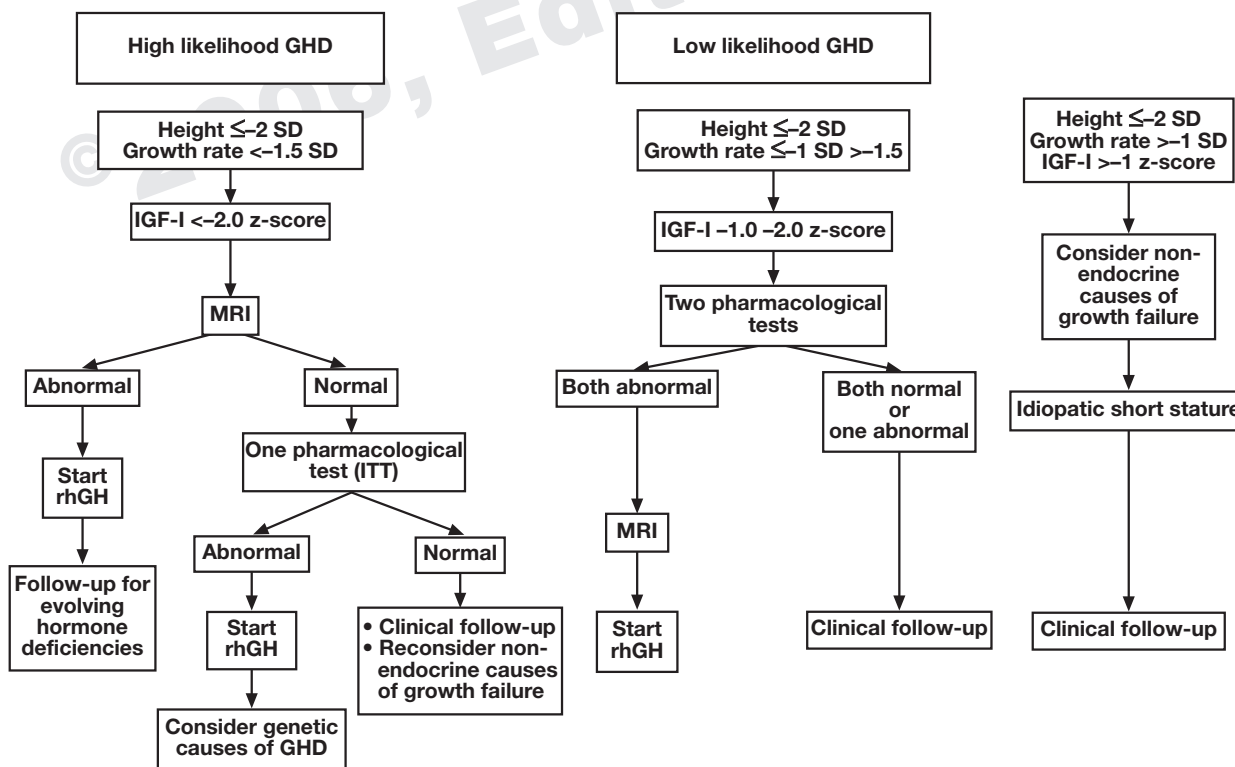 © 2008, Edit
High likelihood GHD
Height ≤–2 SD
Growth rate <–1.5 SD
IGF-I <–2.0 z-score
MRI
Abnormal
Normal
Start
rhGH
Follow-up for
evolving
hormone
deficiencies
One pharmacological
test (ITT)
Abnormal
Normal
Start
rhGH
Consider genetic
causes of GHD
• Clinical follow-up
• Reconsider non-
endocrine causes
of growth failure
Low likelihood GHD
Height ≤–2 SD
Growth rate ≤–1 SD >–1.5
IGF-I –1.0 –2.0 z-score
Two pharmacological
tests
Both abnormal
Both normal
or
one abnormal
MRI
Start
rhGH
Clinical follow-up
Height ≤–2 SD
Growth rate >–1 SD
IGF-I >–1 z-score
Consider non-
endocrine
causes of
growth failure
Idiopatic short stature
Clinical follow-up